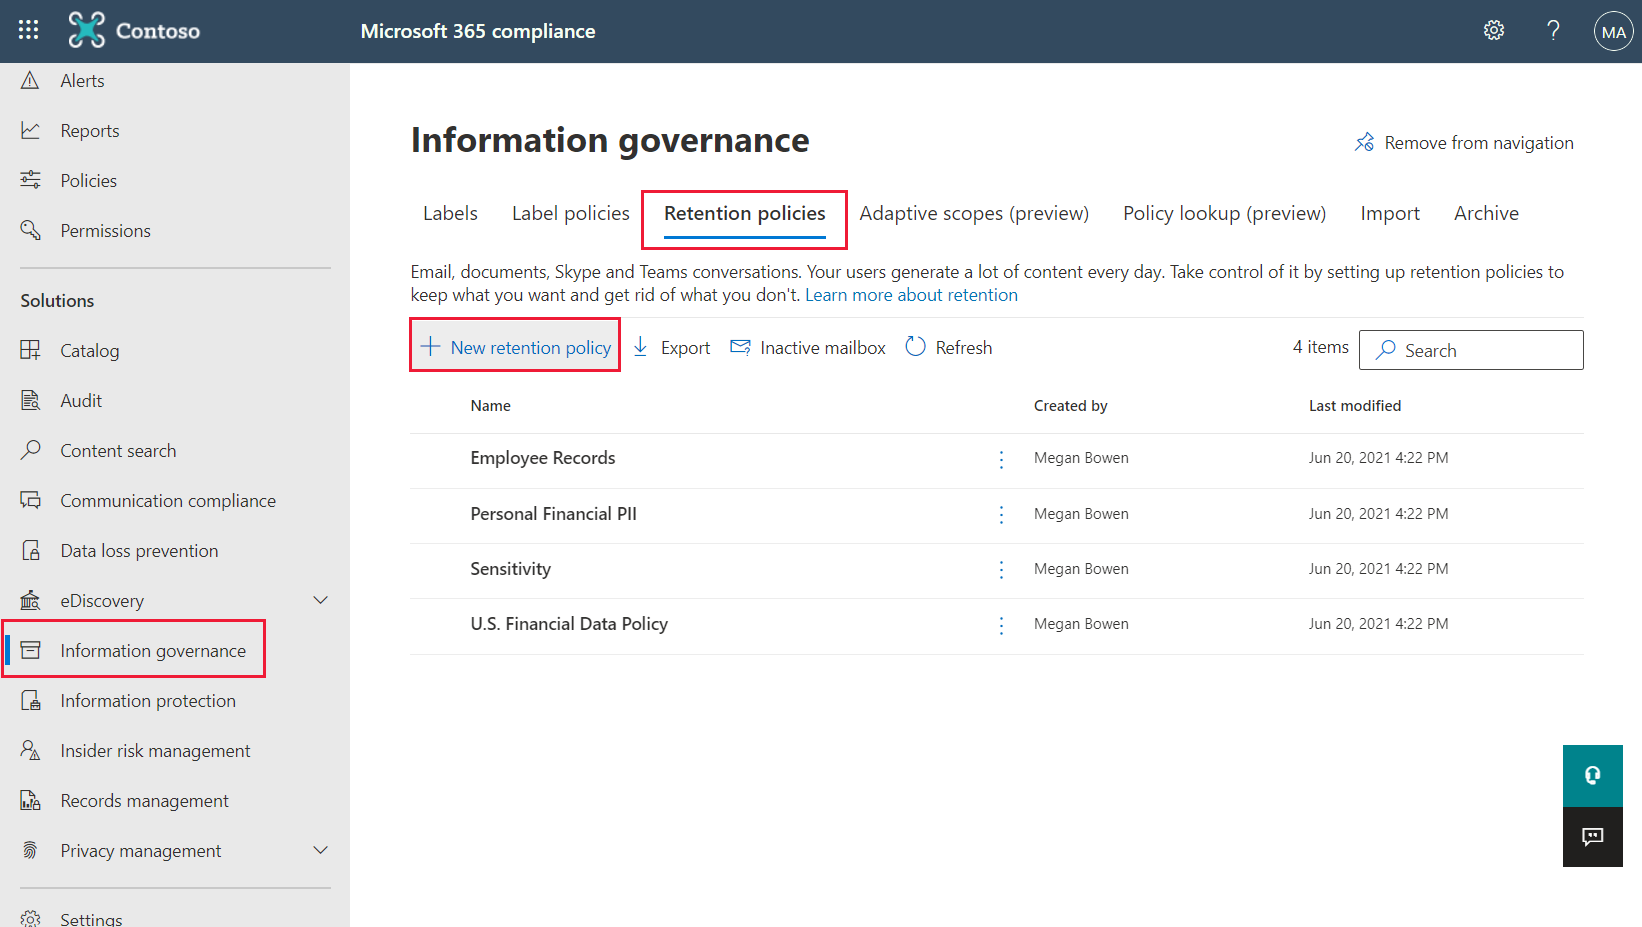 Contoso
Microsoft 365 compliance
?
MA
Alerts
Reports
Policies
Permissions
Solutions
Catalog
Audit
Content search
Communication compliance
Data loss prevention
eDiscovery
Information governance
Information protection
Insider risk management
Records management
Privacy management
Settings
Information governance
Remove from navigation
Labels Label policies Retention policies Adaptive scopes (preview) Policy lookup (preview) Import Archive
Email, documents, Skype and Teams conversations. Your users generate a lot of content every day. Take control of it by setting up retention policies to
keep what you want and get rid of what you don't. Learn more about retention
New retention policy Export Inactive mailbox Refresh 4 items Search
Name Created by Last modified
Employee Records Megan Bowen Jun 20, 2021 4:22 PM
Personal Financial PII Megan Bowen Jun 20, 2021 4:22 PM
Sensitivity Megan Bowen Jun 20, 2021 4:22 PM
U.S. Financial Data Policy Megan Bowen Jun 20, 2021 4:22 PM